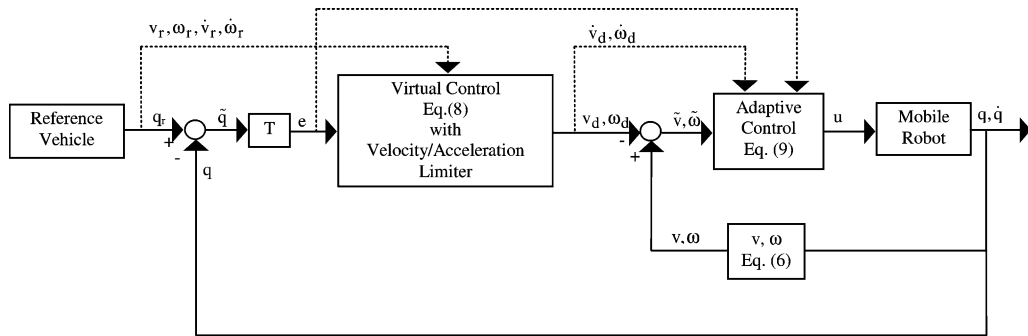 v_r, ω_r, v̇_r, ω̇_r
v̇_d, ω̇_d
Reference
Vehicle
q_r
+
-
q̃
T
e
Virtual Control
Eq.(8)
with
Velocity/Acceleration
Limiter
v_d, ω_d
-
+
ṽ, ω̃
Adaptive
Control
Eq. (9)
u
Mobile
Robot
q, q̇
q
v, ω
v, ω
Eq. (6)